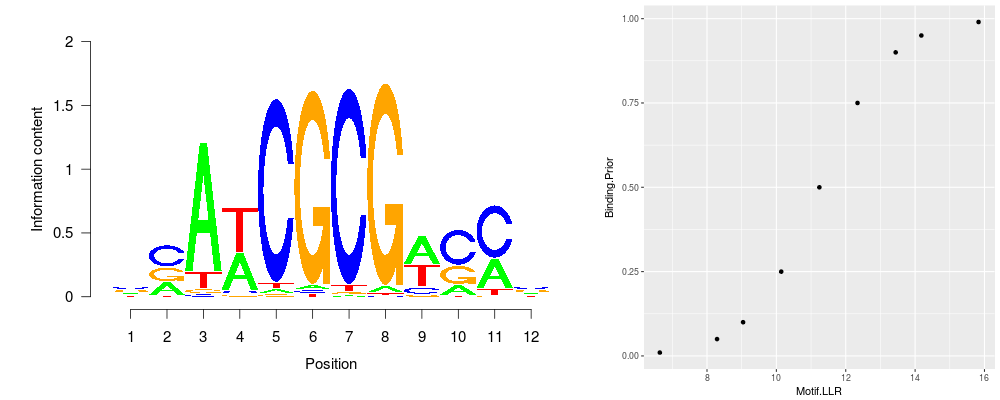 Information content
2
1.5
1
0.5
0
C G A
A T
T A
C
G
C
G
A T C
C G A
C A T
1 2 3 4 5 6 7 8 9 10 11 12
Position
Binding.Prior
1.00
0.75
0.50
0.25
0.00
8 10 12 14 16
Motif.LLR